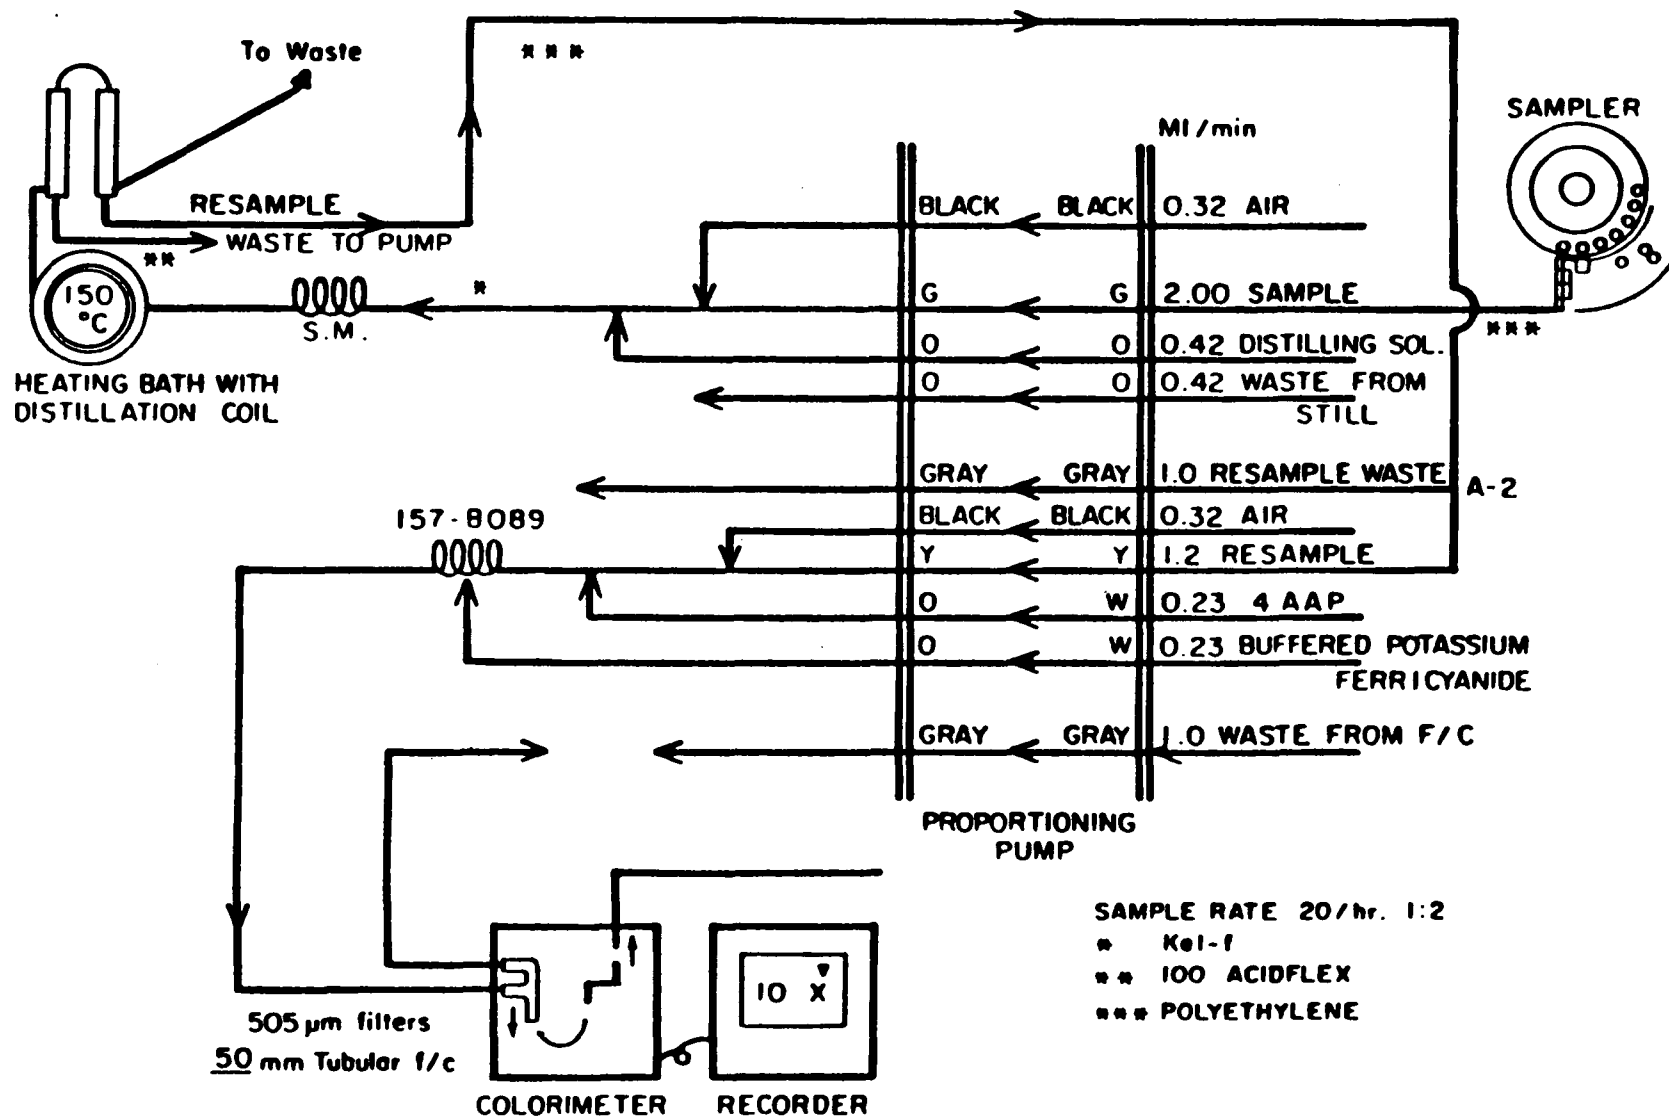 To Waste
* * *
SAMPLER
Ml/min
RESAMPLE
BLACK BLACK 0.32 AIR
WASTE TO PUMP
**
150
°C
*
G G 2.00 SAMPLE
***
S.M.
O O 0.42 DISTILLING SOL.
HEATING BATH WITH
DISTILLATION COIL
O O 0.42 WASTE FROM
STILL
GRAY GRAY 1.0 RESAMPLE WASTE A-2
157-8089
BLACK BLACK 0.32 AIR
Y Y 1.2 RESAMPLE
O W 0.23 4 AAP
O W 0.23 BUFFERED POTASSIUM
FERRICYANIDE
GRAY GRAY 1.0 WASTE FROM F/C
PROPORTIONING
PUMP
SAMPLE RATE 20/hr. 1:2
* Kel-f
** 100 ACIDFLEX
*** POLYETHYLENE
10 X
505 µm filters
50 mm Tubular f/c
COLORIMETER RECORDER